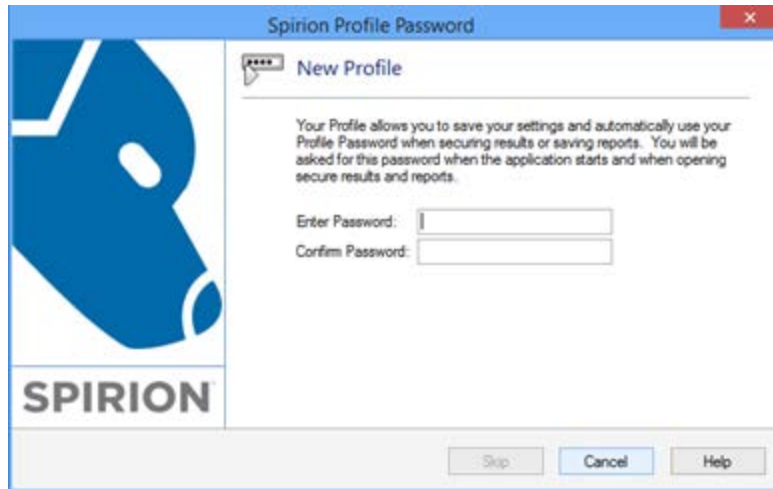 Spirion Profile Password
New Profile
Your Profile allows you to save your settings and automatically use your
Profile Password when securing results or saving reports. You will be
asked for this password when the application starts and when opening
secure results and reports.
Enter Password:
Confirm Password:
SPIRION
Skip Cancel Help